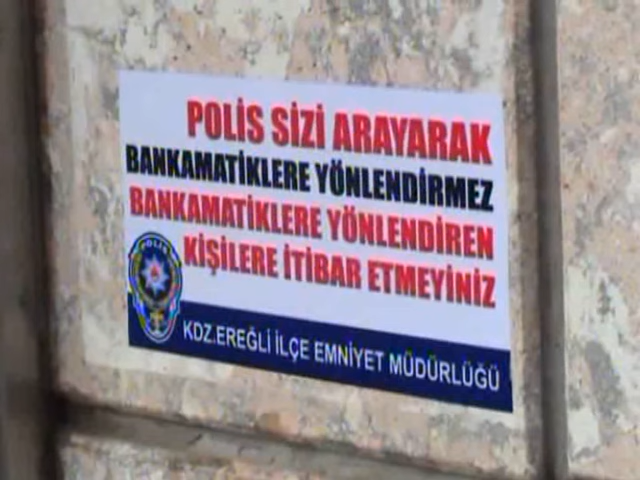 POLİS SİZİ ARAYARAK
BANKAMATİKLERE YÖNLENDİRMEZ
BANKAMATİKLERE YÖNLENDİREN
KİŞİLERE İTİBAR ETMEYİNİZ
POLİS
KDZ.EREĞLİ İLÇE EMNİYET MÜDÜRLÜĞÜ